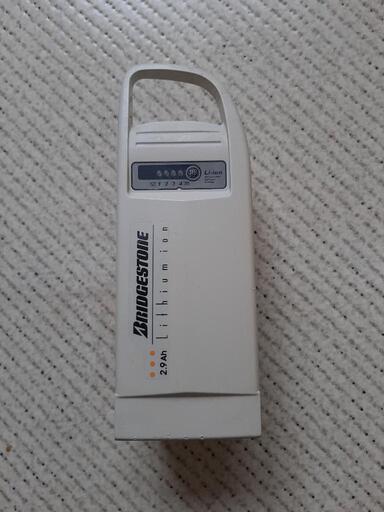 Li-ion
BRIDGESTONE
Lithium ion
2.9Ah